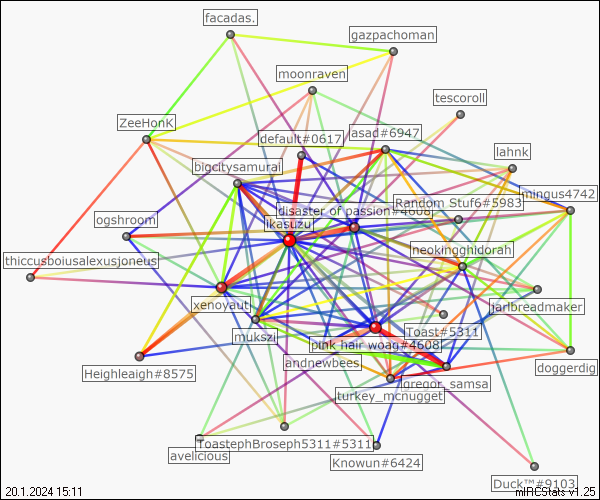 facadas.
gazpachoman
moonraven
tescoroll
ZeeHonK
default#0617
asad#6947
lahnk
bigcitysamurai
mingus4742
Random Stuf6#5983
disaster of passion#4608
ikasuzu
ogshroom
neckingghidorah
thiccusboiusalexusjoneus
xenoyaut
jarlbreadmaker
mukszi
Toast#5311
pink hair woag#4608
andnewbees
doggerdig
Heighleaigh#8575
gregor_samsa
turkey_mcnugget
ToastephBroseph5311#5311
avelicious
Knowun#6424
Duck™#9103
20.1.2024 15:11
mIRCStats v1.25